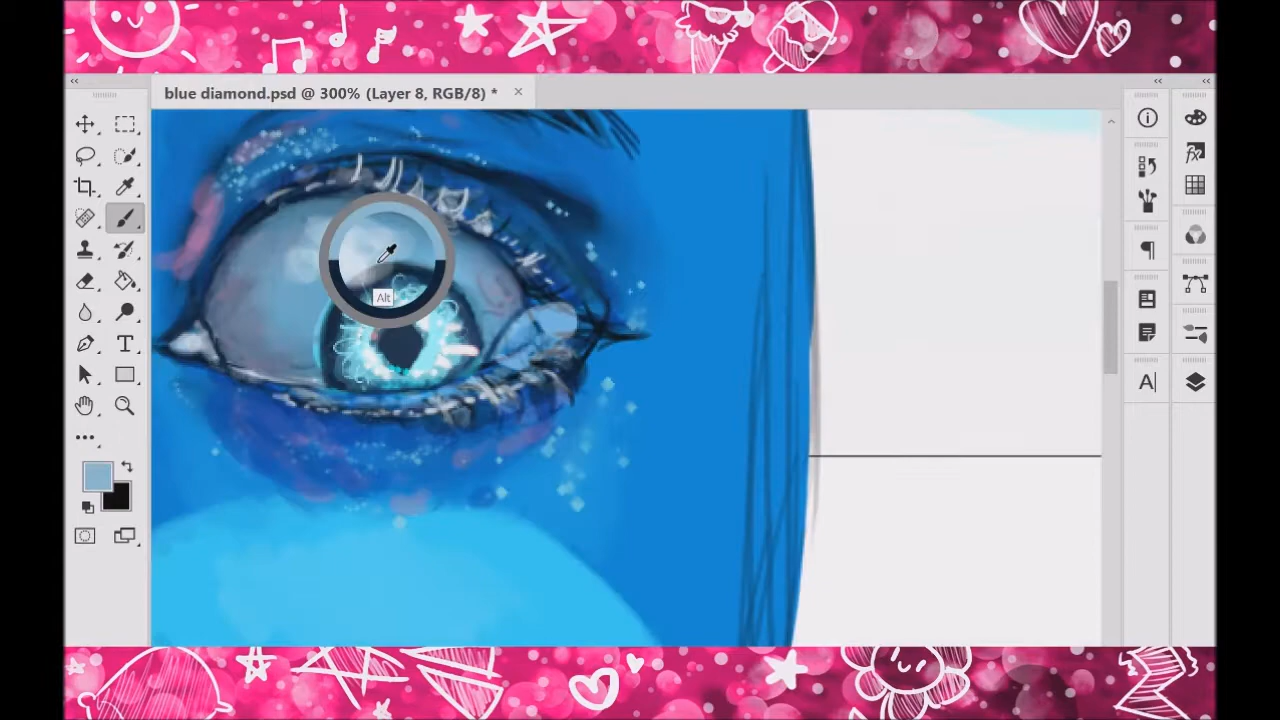 blue diamond.psd @ 300% (Layer 8, RGB/8) *
Alt